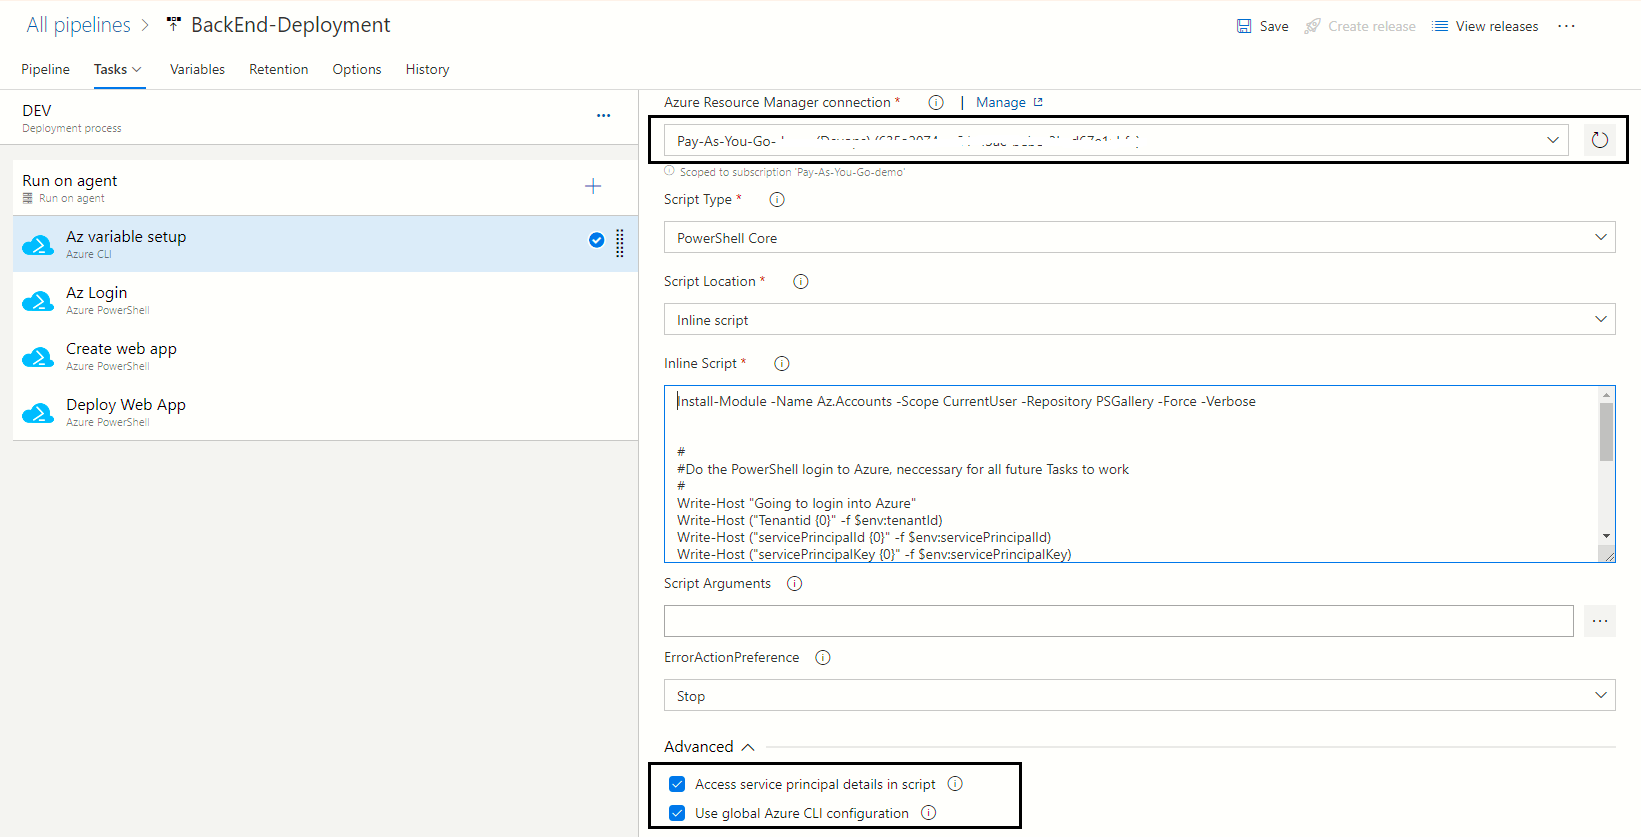 All pipelines > BackEnd-Deployment
Save Create release View releases ...
Pipeline Tasks Variables Retention Options History
DEV
Deployment process
...
Run on agent
Run on agent
Az variable setup
Azure CLI
Az Login
Azure PowerShell
Create web app
Azure PowerShell
Deploy Web App
Azure PowerShell
Azure Resource Manager connection * | Manage
Pay-As-You-Go-
Scoped to subscription 'Pay-As-You-Go-demo'
Script Type *
PowerShell Core
Script Location *
Inline script
Inline Script *
Install-Module -Name Az.Accounts -Scope CurrentUser -Repository PSGallery -Force -Verbose
#
#Do the PowerShell login to Azure, neccessary for all future Tasks to work
#
Write-Host "Going to login into Azure"
Write-Host ("Tenantid {0}" -f $env:tenantId)
Write-Host ("servicePrincipalId {0}" -f $env:servicePrincipalId)
Write-Host ("servicePrincipalKey {0}" -f $env:servicePrincipalKey)
Script Arguments
...
ErrorActionPreference
Stop
Advanced
Access service principal details in script
Use global Azure CLI configuration